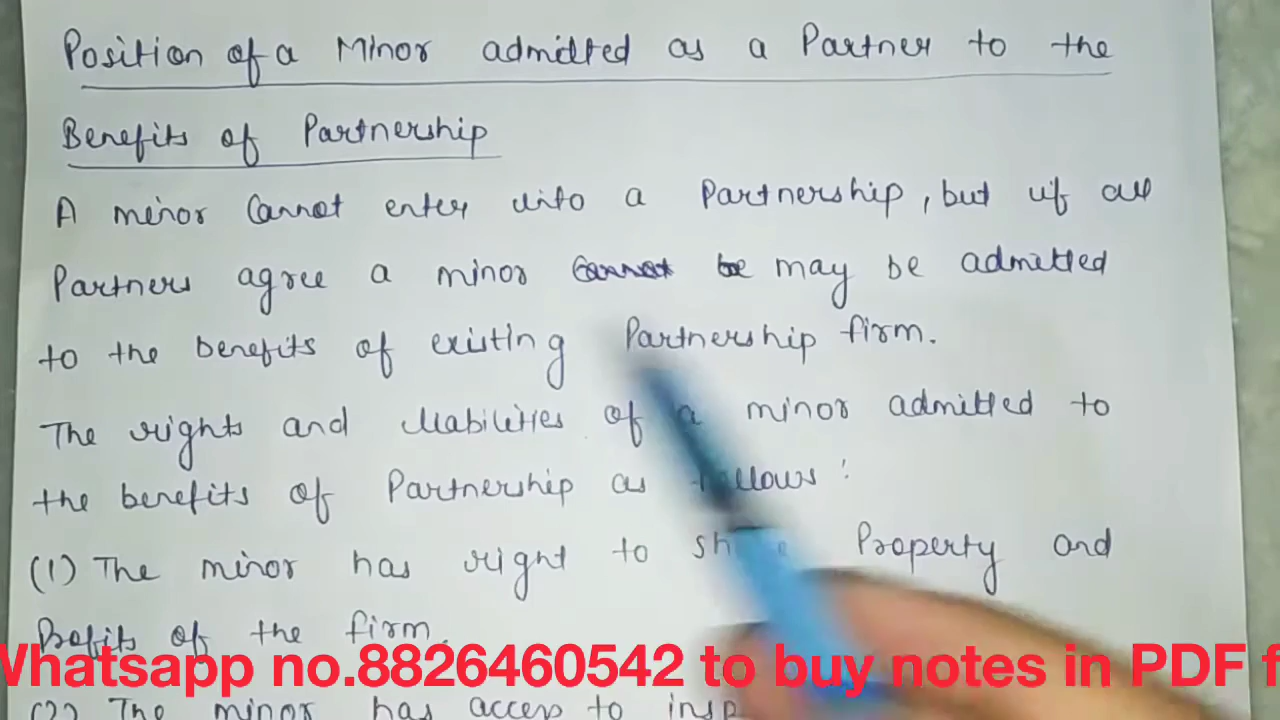 Position of a Minor admitted as a Partner to the
Benefits of Partnership
A minor Cannot enter into a Partnership, but if all
Partners agree a minor Cannot be may be admitted
to the benefits of existing Partnership firm.
The rights and liabilities of a minor admitted to
the benefits of Partnership as follows:
(1) The minor has right to share Property and
Profits of the firm.
Whatsapp no.8826460542 to buy notes in PDF f
(2) The minor has access to insp